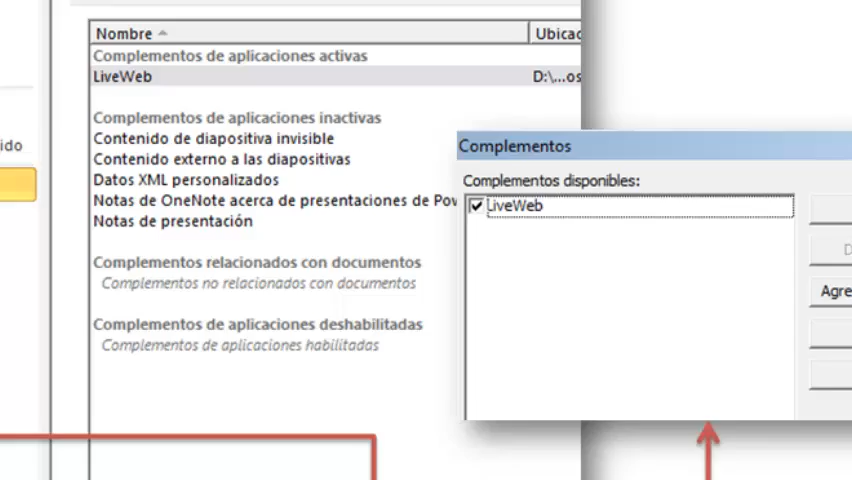 ido
Nombre
Ubicac
Complementos de aplicaciones activas
LiveWeb
D:\...os
Complementos de aplicaciones inactivas
Contenido de diapositiva invisible
Contenido externo a las diapositivas
Datos XML personalizados
Notas de OneNote acerca de presentaciones de Pow
Notas de presentación
Complementos relacionados con documentos
Complementos no relacionados con documentos
Complementos de aplicaciones deshabilitadas
Complementos de aplicaciones habilitadas
Complementos
Complementos disponibles:
LiveWeb
D
Agre